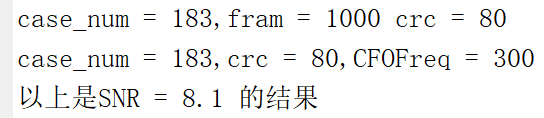 case_num = 183,fram = 1000 crc = 80
case_num = 183,crc = 80,CFOFreq = 300
以上是SNR = 8.1 的结果